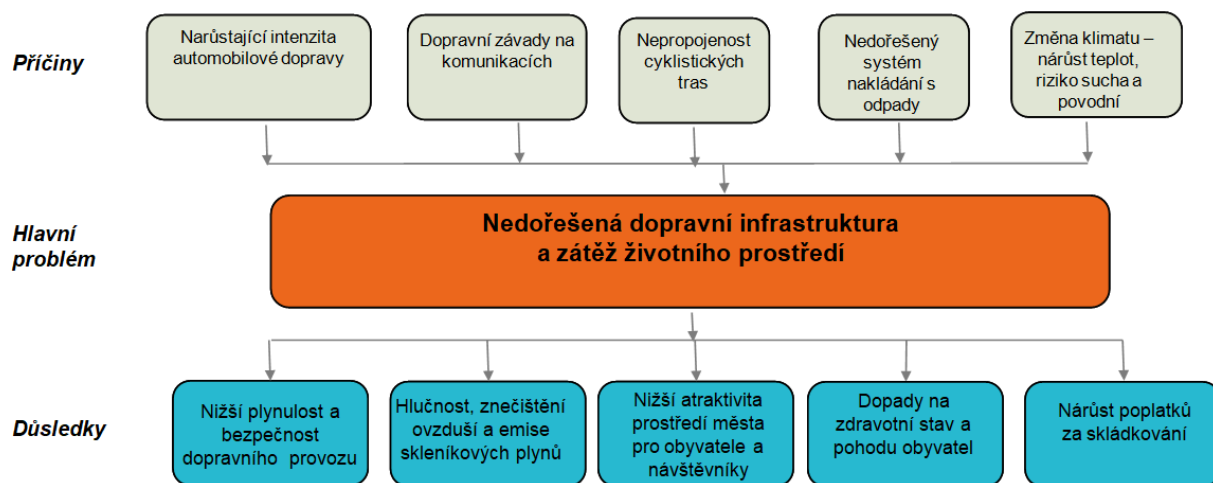 Příčiny
Narůstající intenzita
automobilové dopravy
Dopravní závady na
komunikacích
Nepropojenost
cyklistických
tras
Nedořešený
systém
nakládání s
odpady
Změna klimatu –
nárůst teplot,
riziko sucha a
povodní
Hlavní
problém
Nedořešená dopravní infrastruktura
a zátěž životního prostředí
Důsledky
Nižší plynulost a
bezpečnost
dopravního provozu
Hlučnost, znečištění
ovzduší a emise
skleníkových plynů
Nižší atraktivita
prostředí města
pro obyvatele a
návštěvníky
Dopady na
zdravotní stav a
pohodu obyvatel
Nárůst poplatků
za skládkování